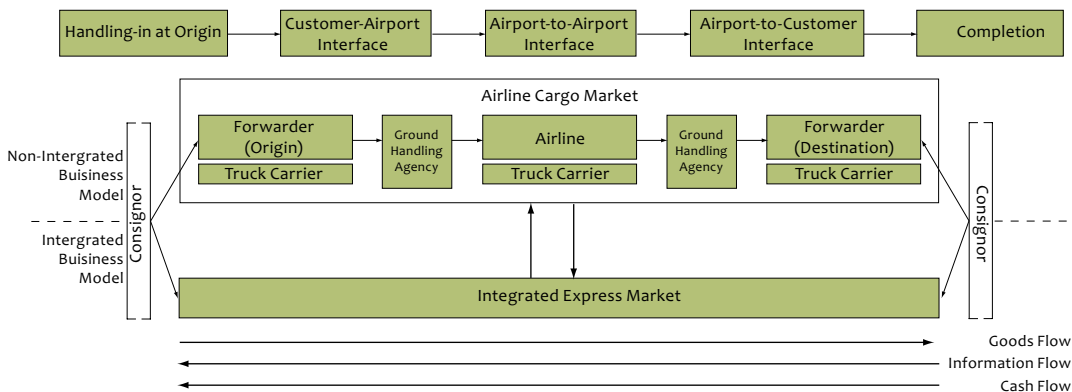 Handling-in at Origin
Customer-Airport
Interface
Airport-to-Airport
Interface
Airport-to-Customer
Interface
Completion
Airline Cargo Market
Non-Intergrated
Buisiness
Model
Consignor
Forwarder
(Origin)
Truck Carrier
Ground
Handling
Agency
Airline
Truck Carrier
Ground
Handling
Agency
Forwarder
(Destination)
Truck Carrier
Consignor
Intergrated
Buisiness
Model
Integrated Express Market
Goods Flow
Information Flow
Cash Flow